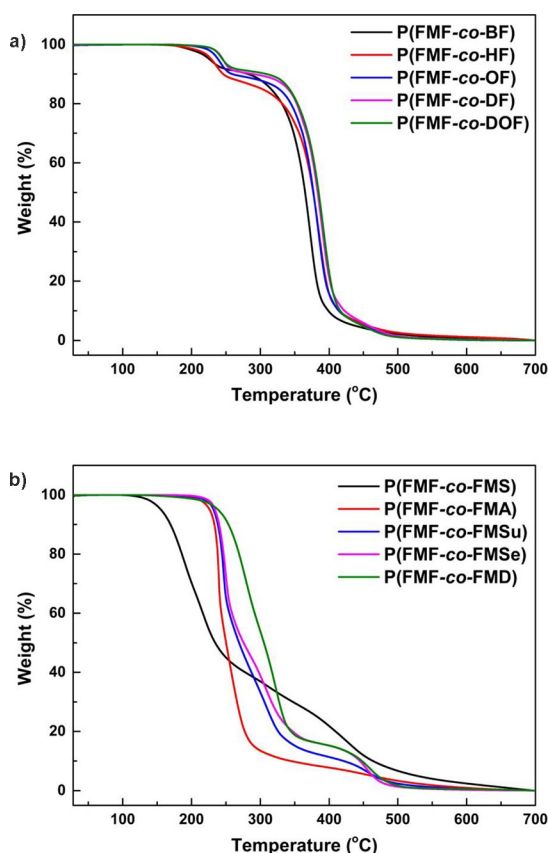 a)
P(FMF-co-BF)
P(FMF-co-HF)
P(FMF-co-OF)
P(FMF-co-DF)
P(FMF-co-DOF)
Weight (%)
100
80
60
40
20
0
100 200 300 400 500 600 700
Temperature (°C)
b)
P(FMF-co-FMS)
P(FMF-co-FMA)
P(FMF-co-FMSu)
P(FMF-co-FMSe)
P(FMF-co-FMD)
Weight (%)
100
80
60
40
20
0
100 200 300 400 500 600 700
Temperature (°C)